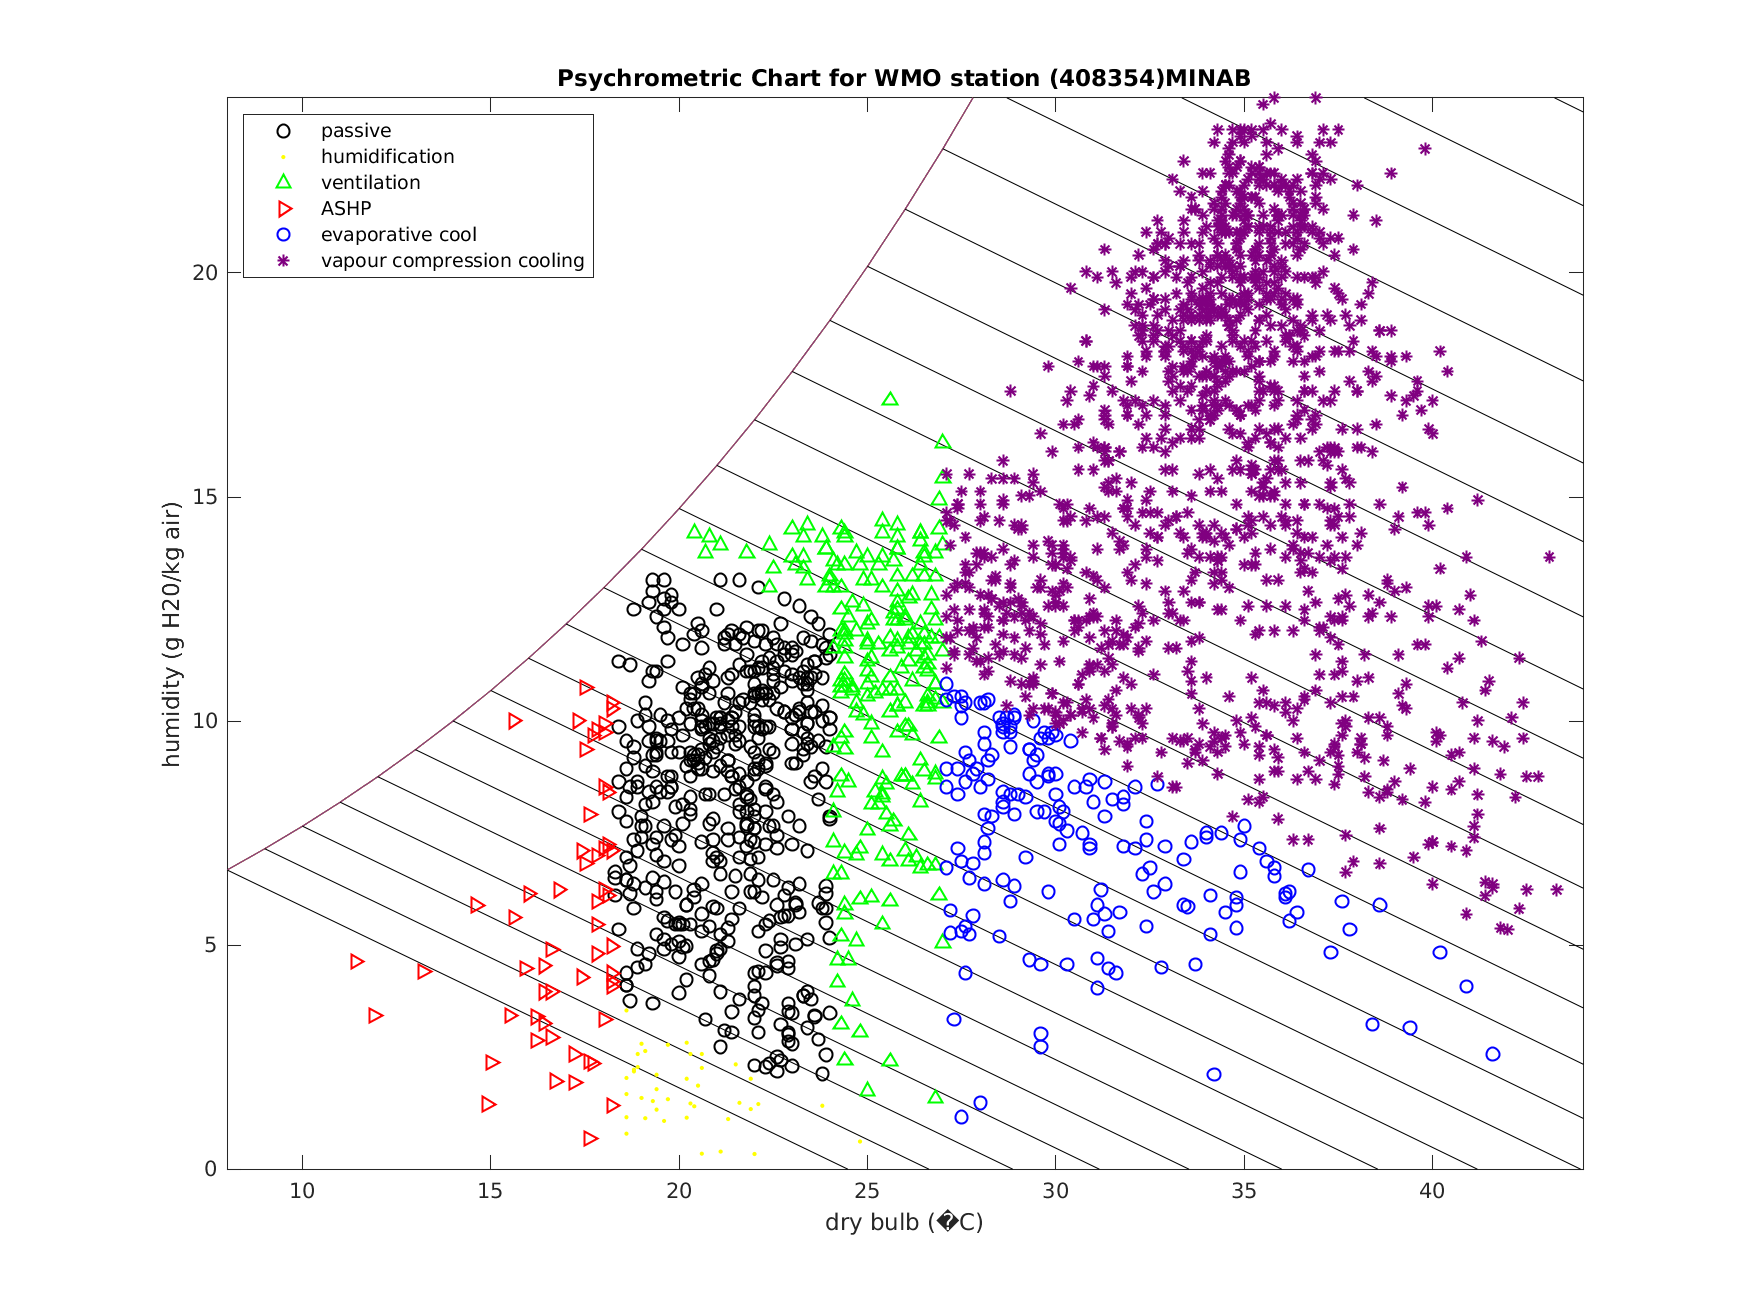 Psychrometric Chart for WMO station (408354)MINAB
passive
humidification
ventilation
ASHP
evaporative cool
vapour compression cooling
humidity (g H20/kg air)
20
15
10
5
0
10 15 20 25 30 35 40
dry bulb (�C)